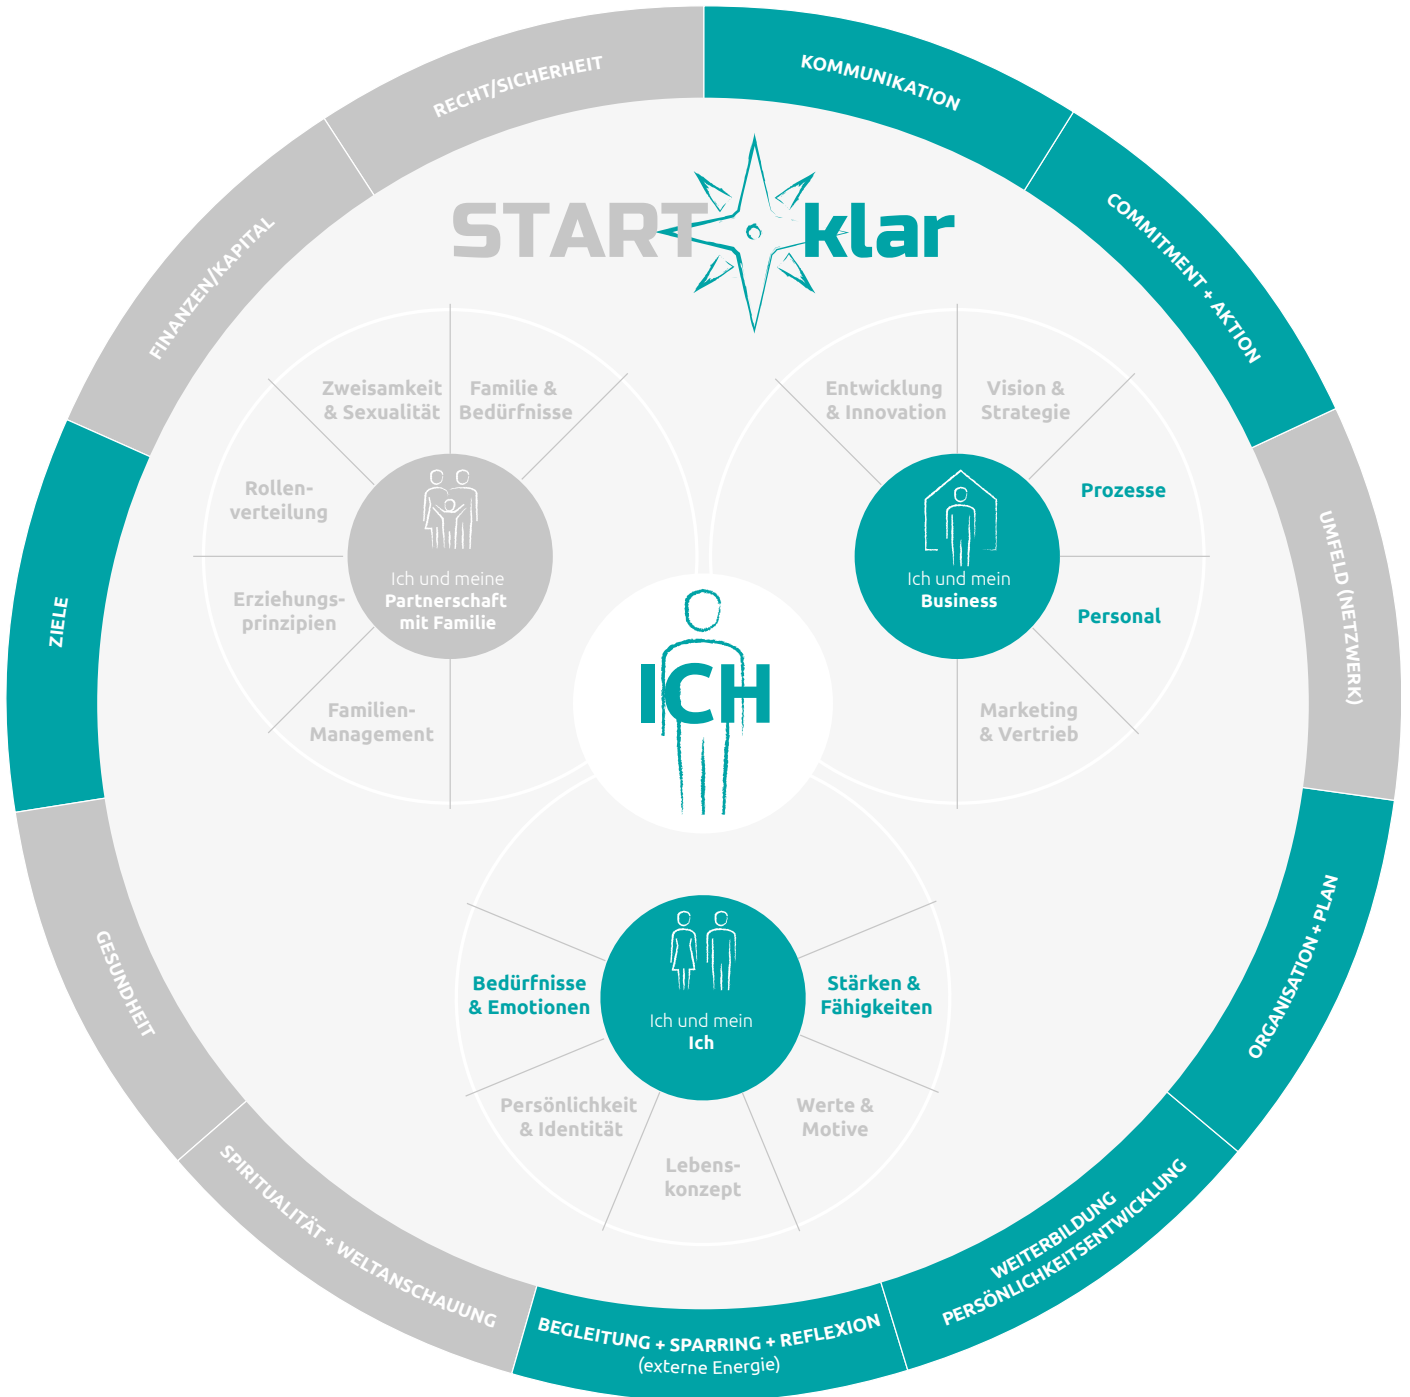 RECHT/SICHERHEIT
KOMMUNIKATION
COMMITMENT + AKTION
UMFELD (NETZWERK)
ORGANISATION + PLAN
WEITERBILDUNG
PERSÖNLICHKEITSENTWICKLUNG
BEGLEITUNG + SPARRING + REFLEXION
(externe Energie)
SPIRITUALITÄT + WELTANSCHAUUNG
GESUNDHEIT
ZIELE
FINANZEN/KAPITAL
START klar
Zweisamkeit
& Sexualität
Familie &
Bedürfnisse
Rollen-
verteilung
Erziehungs-
prinzipien
Familien-
Management
Ich und meine
Partnerschaft
mit Familie
Entwicklung
& Innovation
Vision &
Strategie
Prozesse
Personal
Marketing
& Vertrieb
Ich und mein
Business
ICH
Bedürfnisse
& Emotionen
Stärken &
Fähigkeiten
Ich und mein
Ich
Persönlichkeit
& Identität
Werte &
Motive
Lebens-
konzept